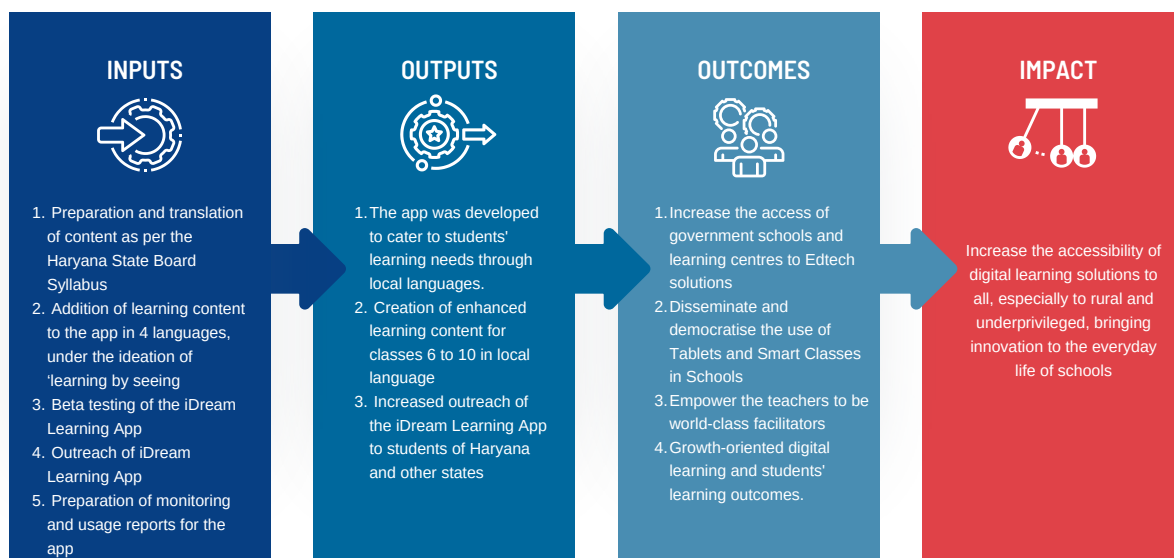 INPUTS
1. Preparation and translation
of content as per the
Haryana State Board
Syllabus
2. Addition of learning content
to the app in 4 languages,
under the ideation of
‘learning by seeing
3. Beta testing of the iDream
Learning App
4. Outreach of iDream
Learning App
5. Preparation of monitoring
and usage reports for the
app
OUTPUTS
1. The app was developed
to cater to students'
learning needs through
local languages.
2. Creation of enhanced
learning content for
classes 6 to 10 in local
language
3. Increased outreach of
the iDream Learning App
to students of Haryana
and other states
OUTCOMES
1. Increase the access of
government schools and
learning centres to Edtech
solutions
2. Disseminate and
democratise the use of
Tablets and Smart Classes
in Schools
3. Empower the teachers to be
world-class facilitators
4. Growth-oriented digital
learning and students'
learning outcomes.
IMPACT
Increase the accessibility of
digital learning solutions to
all, especially to rural and
underprivileged, bringing
innovation to the everyday
life of schools